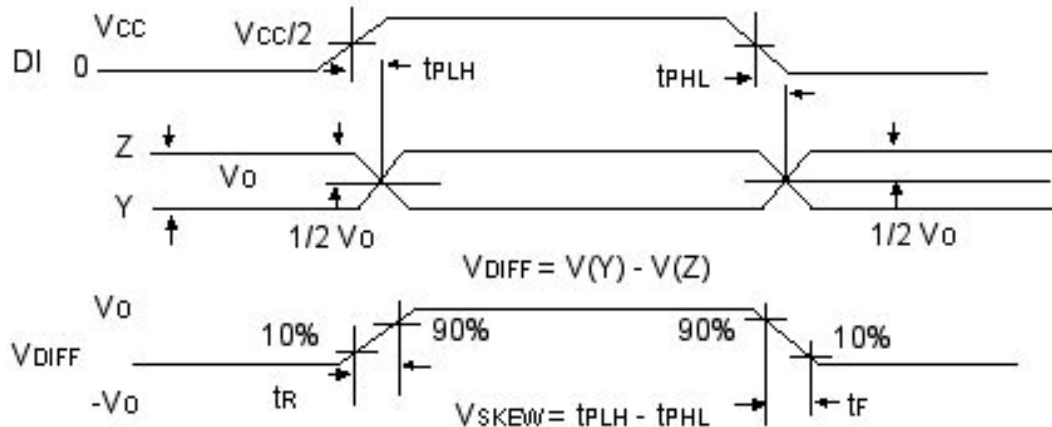 Vcc
Vcc/2
DI 0
tPLH
tPHL
Z
Vo
Y
1/2 Vo
1/2 Vo
VDIFF = V(Y) - V(Z)
Vo
10%
90%
90%
10%
VDIFF
-Vo
tR
VSKEW = tPLH - tPHL
tF